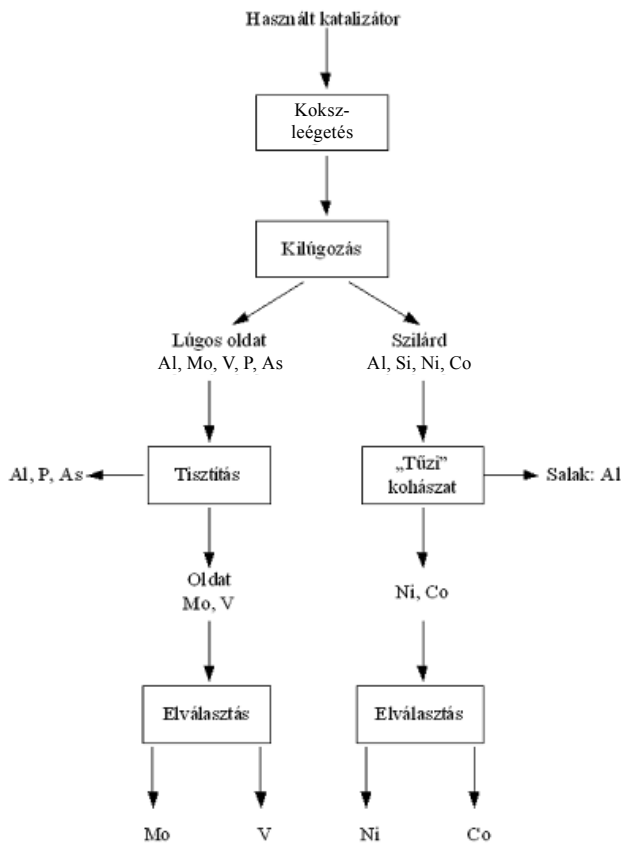 Használt katalizátor
Koksz-
leégetés
Kilúgozás
Lúgos oldat
Al, Mo, V, P, As
Szilárd
Al, Si, Ni, Co
Al, P, As
Tisztítás
„Tűzi”
kohászat
Salak: Al
Oldat
Mo, V
Ni, Co
Elválasztás
Elválasztás
Mo
V
Ni
Co